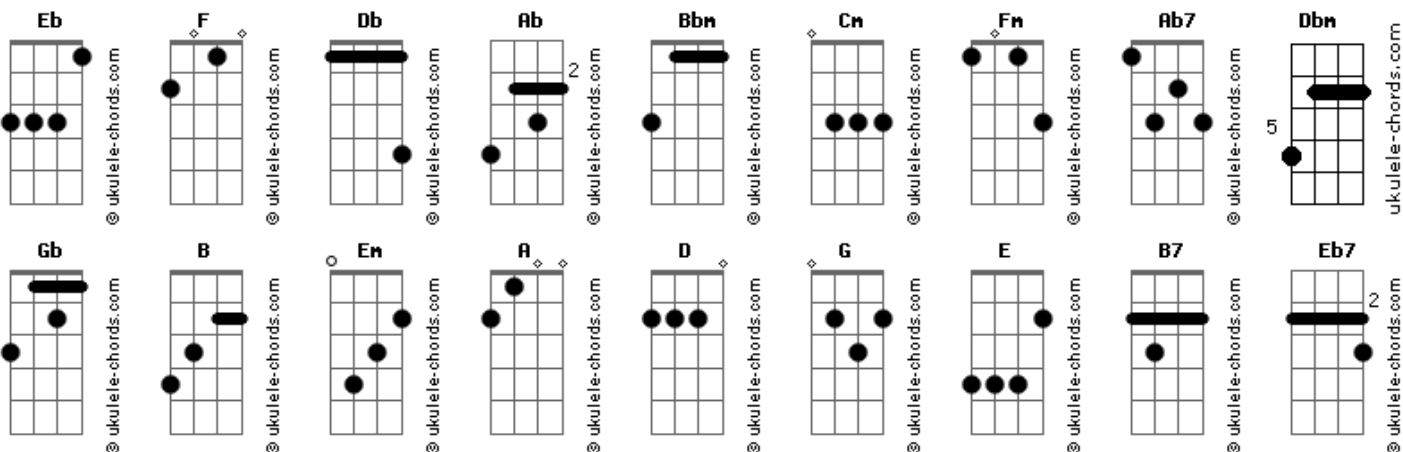 Eb F Db Ab Bbm Cm Fm Ab7 Dbm
© ukulele-chords.com © ukulele-chords.com © ukulele-chords.com 2 © ukulele-chords.com © ukulele-chords.com © ukulele-chords.com © ukulele-chords.com © ukulele-chords.com 5 ukulele-chords.com
Gb B Em A D G E B7 Eb7
© ukulele-chords.com © ukulele-chords.com © ukulele-chords.com © ukulele-chords.com © ukulele-chords.com © ukulele-chords.com © ukulele-chords.com © ukulele-chords.com 2 © ukulele-chords.com